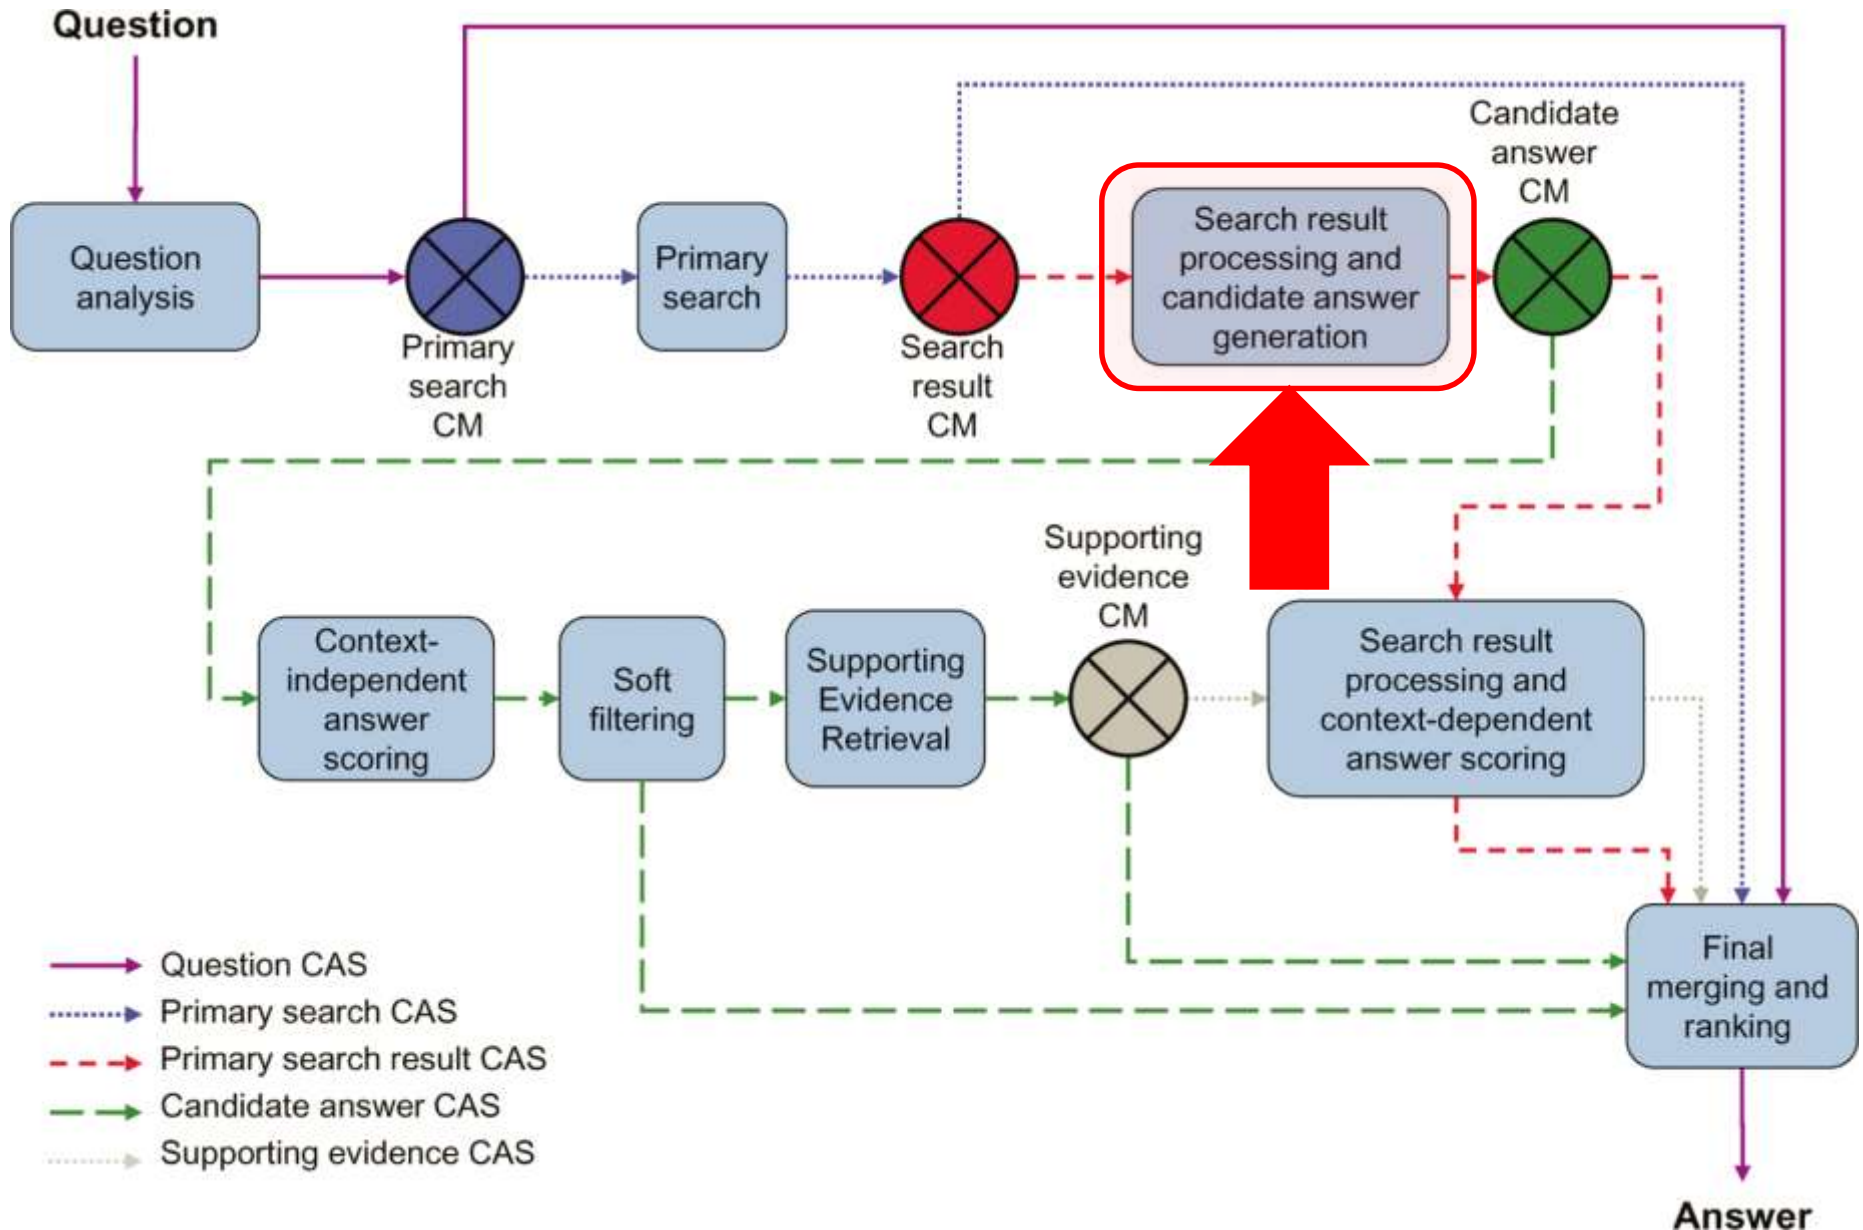 Question
Question
analysis
Primary
search
CM
Primary
search
Search
result
CM
Search result
processing and
candidate answer
generation
Candidate
answer
CM
Context-
independent
answer
scoring
Soft
filtering
Supporting
Evidence
Retrieval
Supporting
evidence
CM
Search result
processing and
context-dependent
answer scoring
Final
merging and
ranking
Question CAS
Primary search CAS
Primary search result CAS
Candidate answer CAS
Supporting evidence CAS
Answer